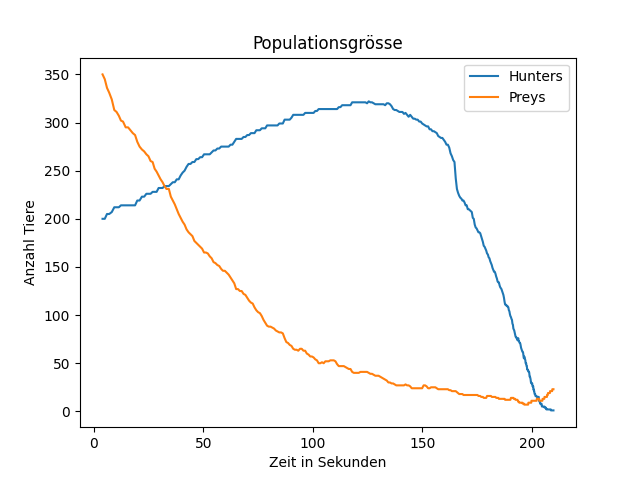 Populationsgrösse
Hunters
Preys
Anzahl Tiere
350
300
250
200
150
100
50
0
0 50 100 150 200
Zeit in Sekunden